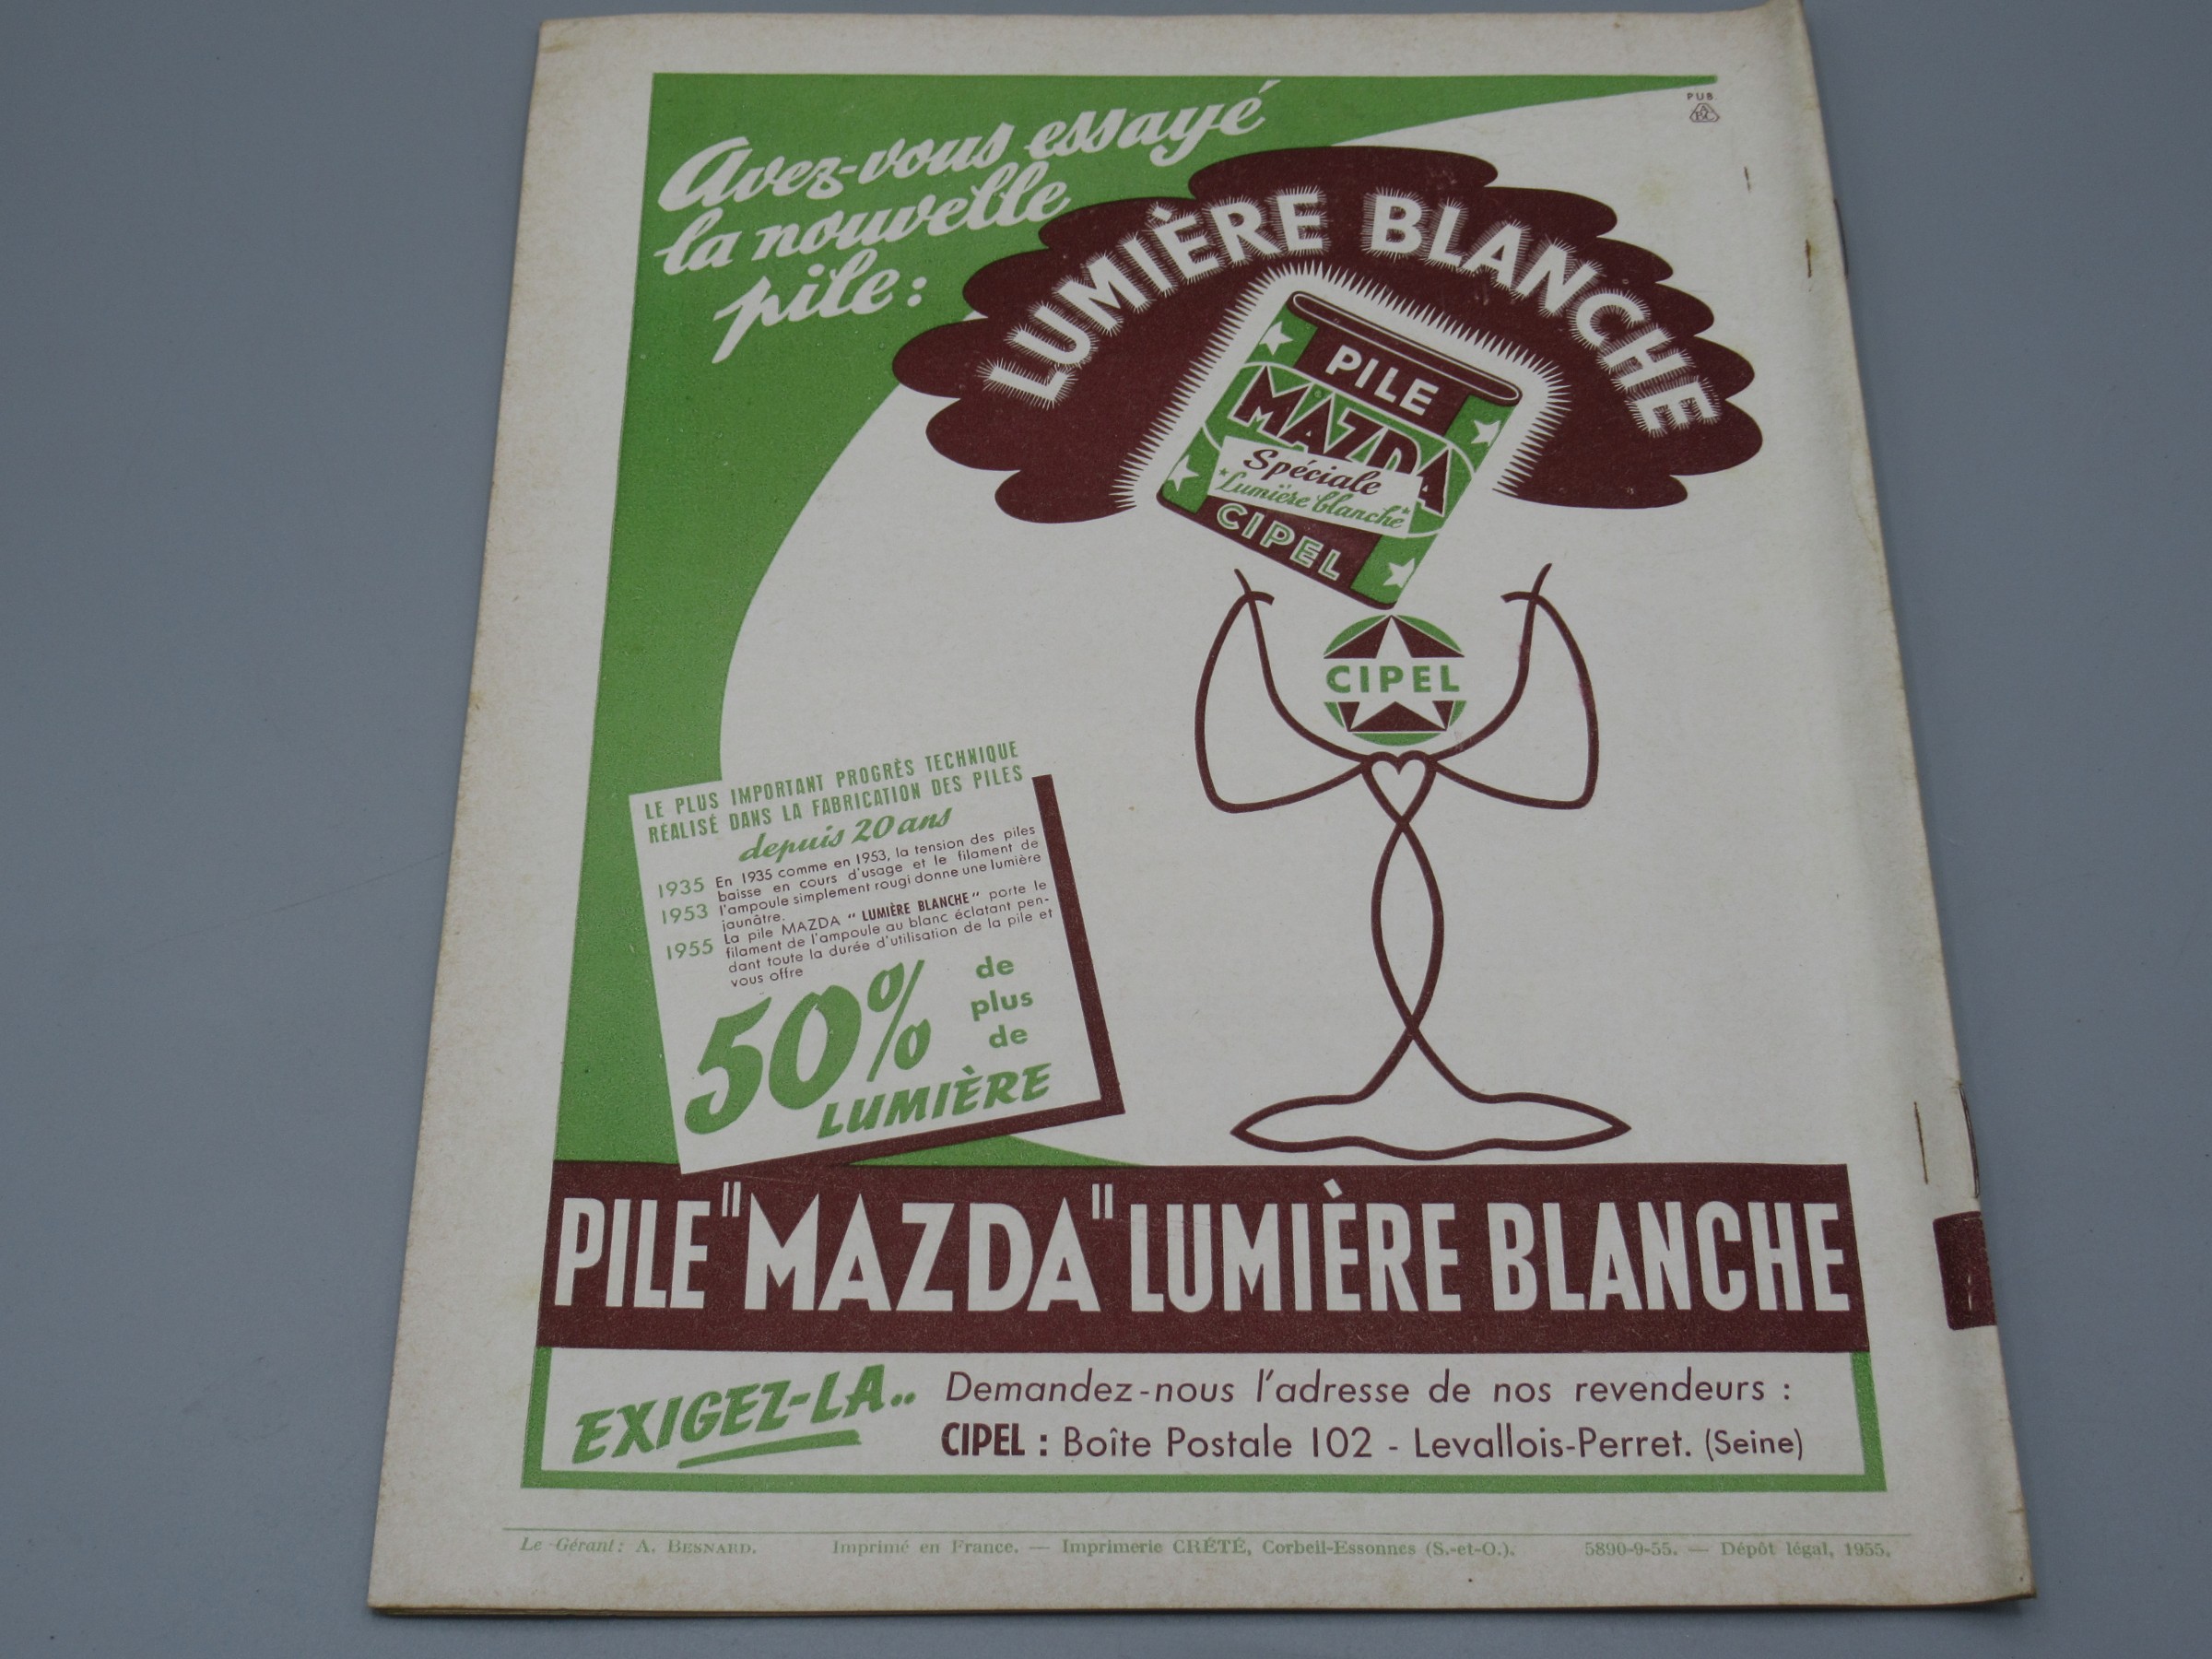 PUB.
Avez-vous essayé
la nouvelle
pile :
LUMIÈRE BLANCHE
PILE
MAZDA
Spéciale
Lumière blanche
CIPEL
CIPEL
LE PLUS IMPORTANT PROGRÈS TECHNIQUE
RÉALISÉ DANS LA FABRICATION DES PILES
depuis 20 ans
1935 En 1935 comme en 1953, la tension des piles
baisse en cours d'usage et le filament de
1953 l'ampoule simplement rougi donne une lumière
jaunâtre.
1955 La pile MAZDA " LUMIÈRE BLANCHE " porte le
filament de l'ampoule au blanc éclatant pen-
dant toute la durée d'utilisation de la pile et
vous offre
50% de
plus
de
LUMIÈRE
PILE "MAZDA" LUMIÈRE BLANCHE
EXIGEZ-LA..
Demandez-nous l'adresse de nos revendeurs :
CIPEL : Boîte Postale 102 - Levallois-Perret. (Seine)
Le Gérant : A. BESNARD. Imprimé en France. — Imprimerie CRÉTÉ, Corbeil-Essonnes (S.-et-O.). 5890-9-55. — Dépôt légal, 1955.